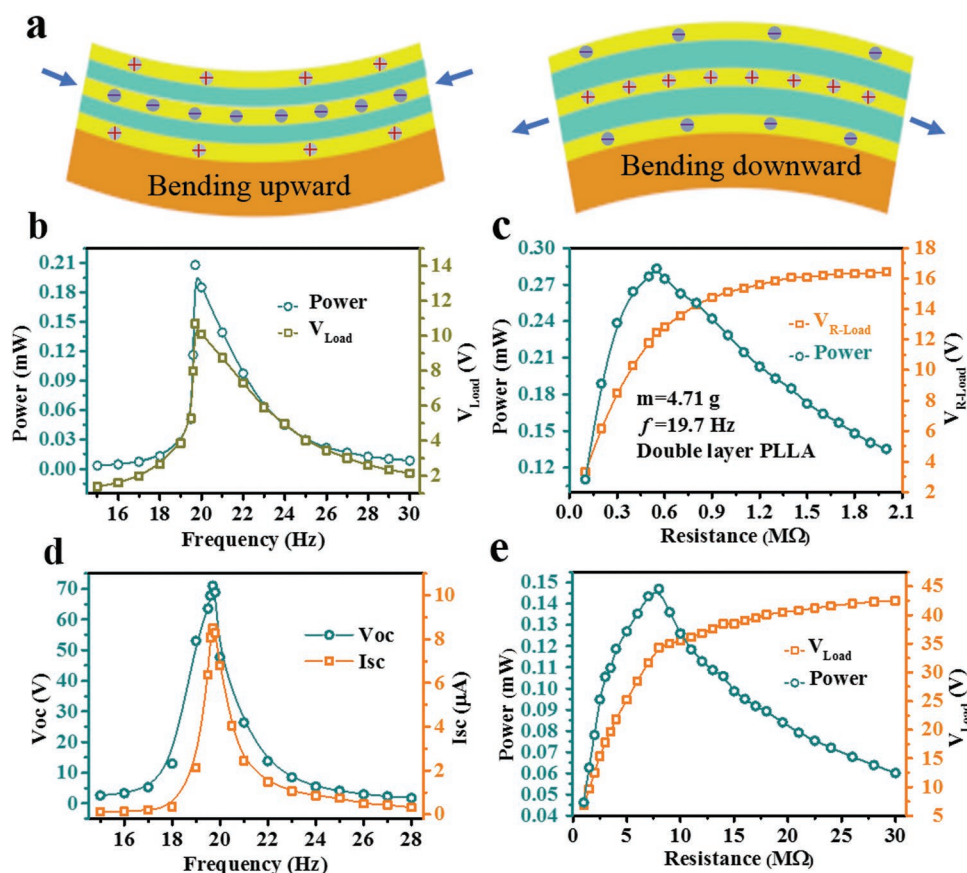 a
+ + + +
− − − − − − −
+ + + +
Bending upward
− − − −
+ + + + + + +
− − − −
Bending downward
b
Power (mW)
0.21
0.18
0.15
0.12
0.09
0.06
0.03
0.00
Power
V_Load
14
12
10
8
6
4
2
V_Load (V)
16 18 20 22 24 26 28 30
Frequency (Hz)
c
Power (mW)
0.30
0.27
0.24
0.21
0.18
0.15
0.12
V_R-Load
Power
m=4.71 g
f=19.7 Hz
Double layer PLLA
18
16
14
12
10
8
6
4
2
V_R-Load (V)
0.0 0.3 0.6 0.9 1.2 1.5 1.8 2.1
Resistance (MΩ)
d
Voc (V)
70
60
50
40
30
20
10
0
Voc
Isc
10
8
6
4
2
0
Isc (μA)
16 18 20 22 24 26 28
Frequency (Hz)
e
Power (mW)
0.15
0.14
0.13
0.12
0.11
0.10
0.09
0.08
0.07
0.06
0.05
0.04
V_Load
Power
45
40
35
30
25
20
15
10
5
V_Load (V)
0 5 10 15 20 25 30
Resistance (MΩ)